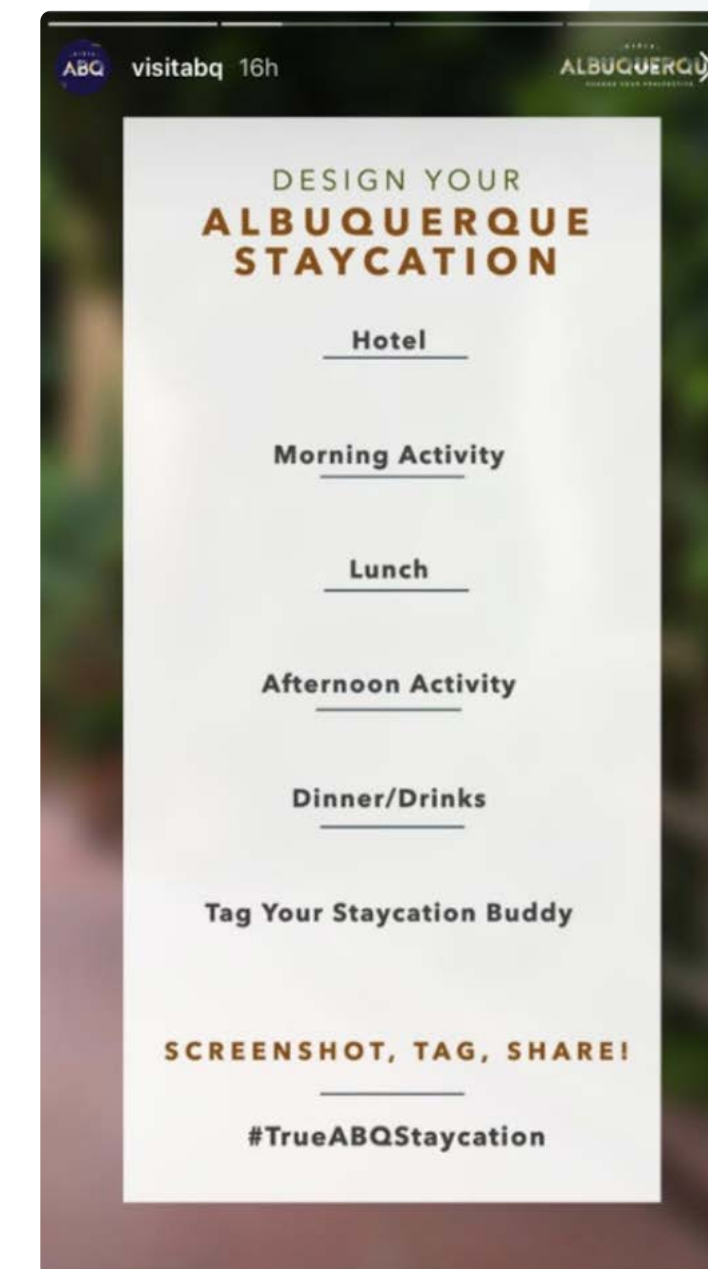 ABQ
visitabq 16h
ALBUQUERQU
DESIGN YOUR
ALBUQUERQUE
STAYCATION
Hotel
Morning Activity
Lunch
Afternoon Activity
Dinner/Drinks
Tag Your Staycation Buddy
SCREENSHOT, TAG, SHARE!
#TrueABQStaycation